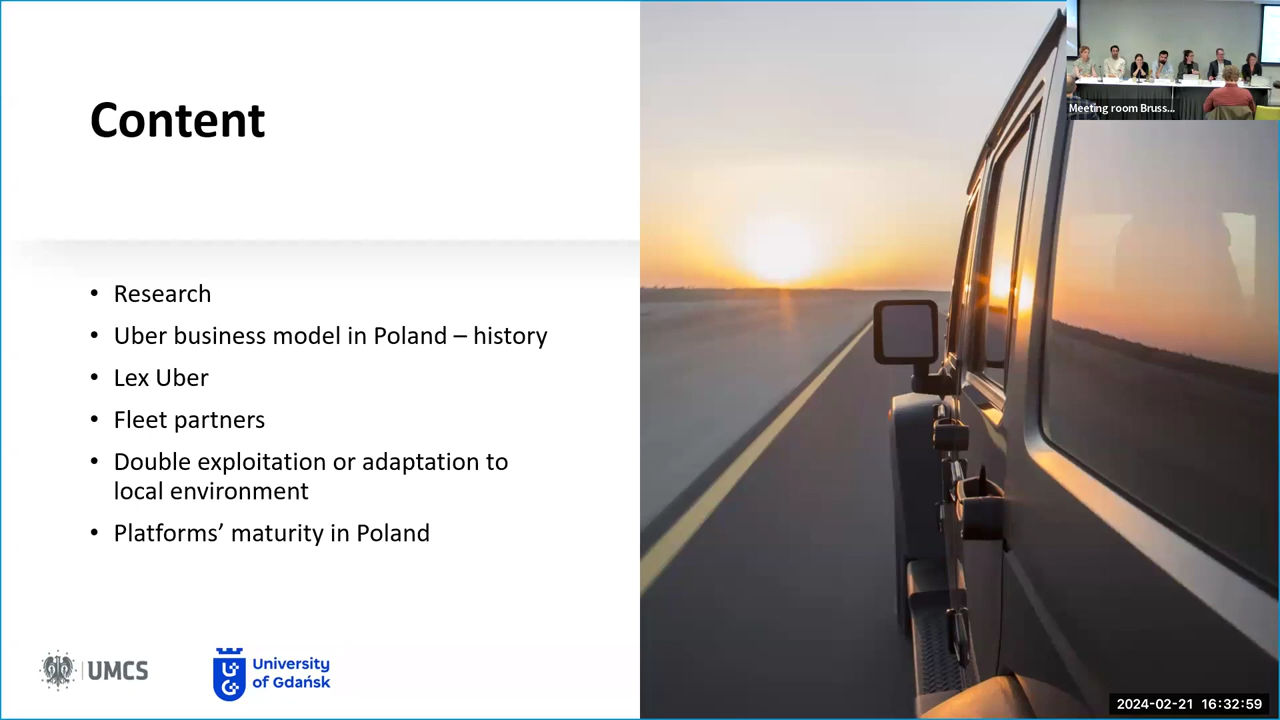 Content
• Research
• Uber business model in Poland – history
• Lex Uber
• Fleet partners
• Double exploitation or adaptation to
local environment
• Platforms’ maturity in Poland
UMCS
University
of Gdańsk
Meeting room Bruss...
2024-02-21 16:32:59